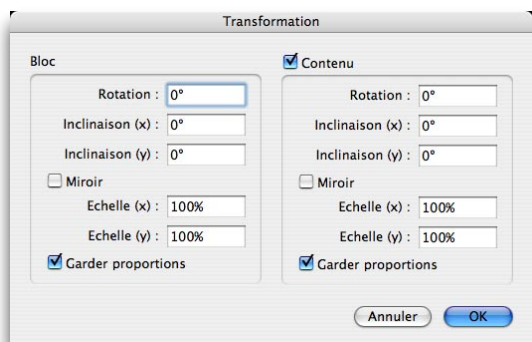 Transformation
Bloc
Rotation : 0°
Inclinaison (x) : 0°
Inclinaison (y) : 0°
Miroir
Echelle (x) : 100%
Echelle (y) : 100%
Garder proportions
Contenu
Rotation : 0°
Inclinaison (x) : 0°
Inclinaison (y) : 0°
Miroir
Echelle (x) : 100%
Echelle (y) : 100%
Garder proportions
Annuler
OK